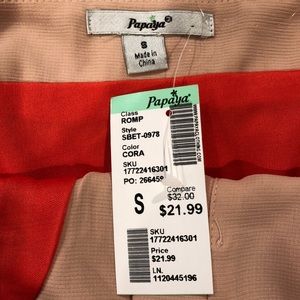 Papaya
S
Made in
China
Papaya
Class
ROMP
Style
SBET-0978
Color
CORA
SKU
17722416301
PO: 266459
S
Compare
$32.00
$21.99
SKU
17722416301
Price
$21.99
I.N.
1120445196